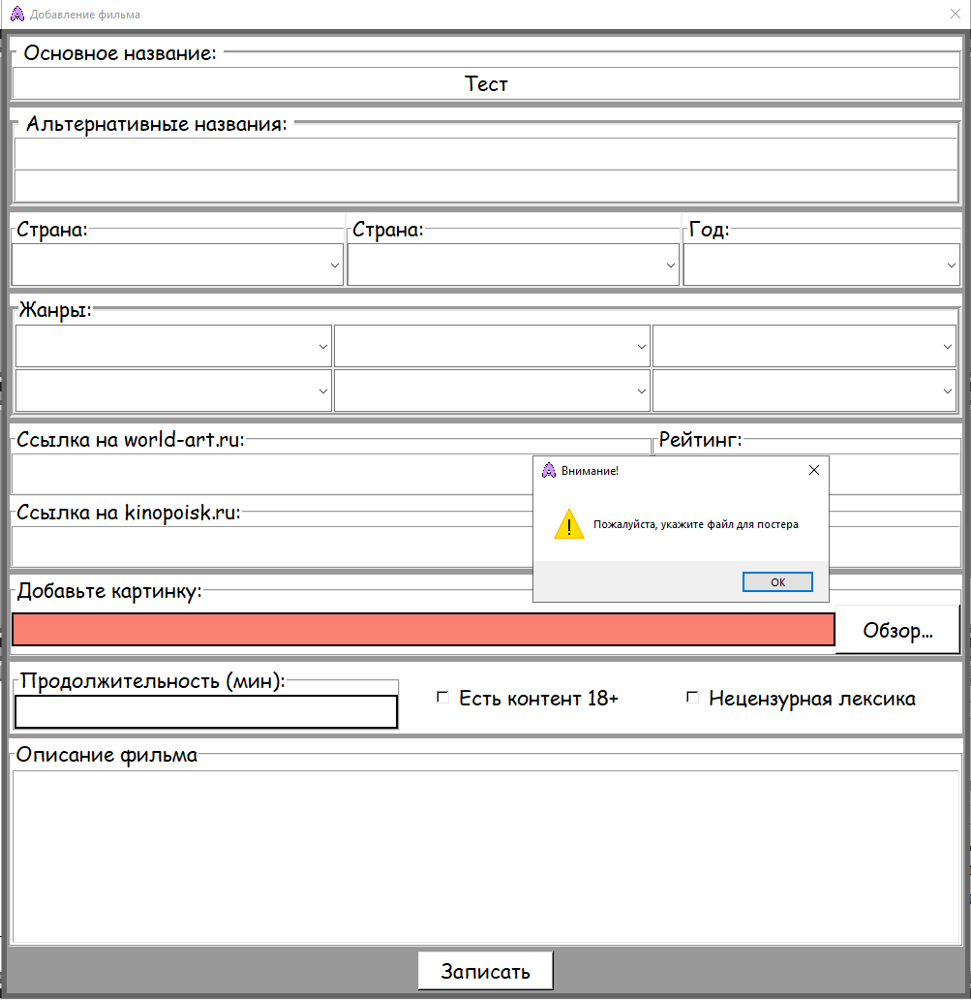 Добавление фильма
Основное название:
Тест
Альтернативные названия:
Страна: Страна: Год:
Жанры:
Ссылка на world-art.ru: Рейтинг:
Внимание!
Ссылка на kinopoisk.ru:
Пожалуйста, укажите файл для постера
OK
Добавьте картинку:
Обзор...
Продолжительность (мин):
Есть контент 18+ Нецензурная лексика
Описание фильма
Записать